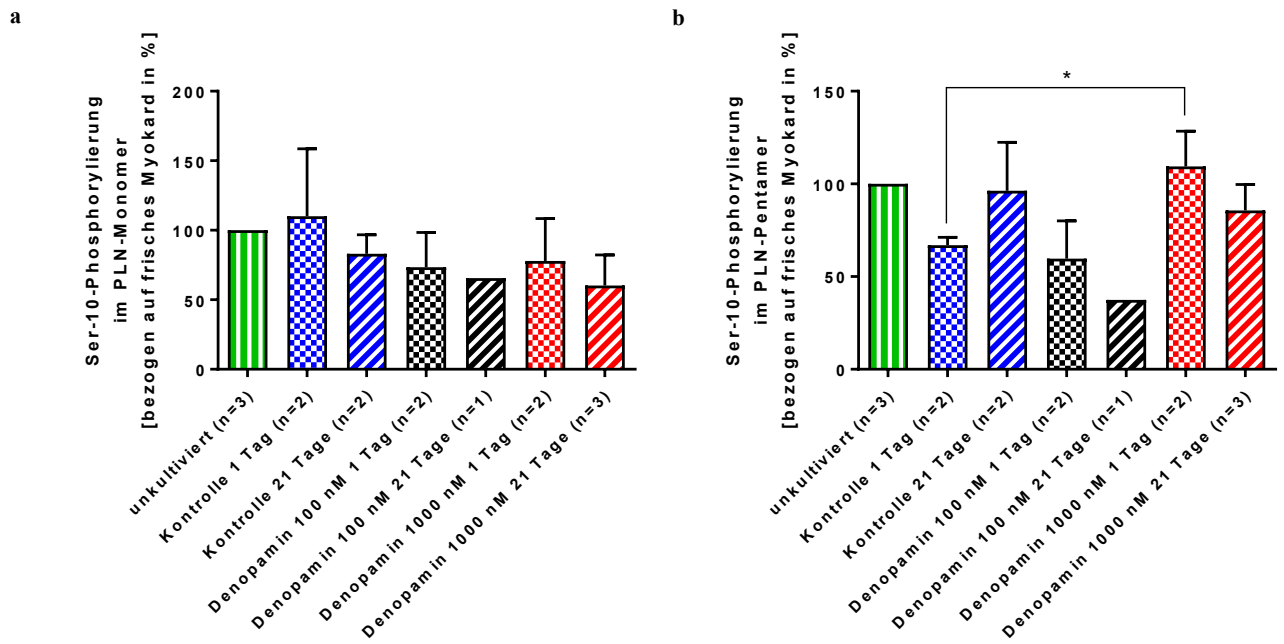 a
Ser-10-Phosphorylierung
im PLN-Monomer
[bezogen auf frisches Myokard in %]
200
150
100
50
0
unkultiviert (n=3)
Kontrolle 1 Tag (n=2)
Kontrolle 21 Tage (n=2)
Denopamin 100 nM 1 Tag (n=2)
Denopamin 100 nM 21 Tage (n=1)
Denopamin 1000 nM 1 Tag (n=2)
Denopamin 1000 nM 21 Tage (n=3)
b
Ser-10-Phosphorylierung
im PLN-Pentamer
[bezogen auf frisches Myokard in %]
150
100
50
0
*
unkultiviert (n=3)
Kontrolle 1 Tag (n=2)
Kontrolle 21 Tage (n=2)
Denopamin 100 nM 1 Tag (n=2)
Denopamin 100 nM 21 Tage (n=1)
Denopamin 1000 nM 1 Tag (n=2)
Denopamin 1000 nM 21 Tage (n=3)